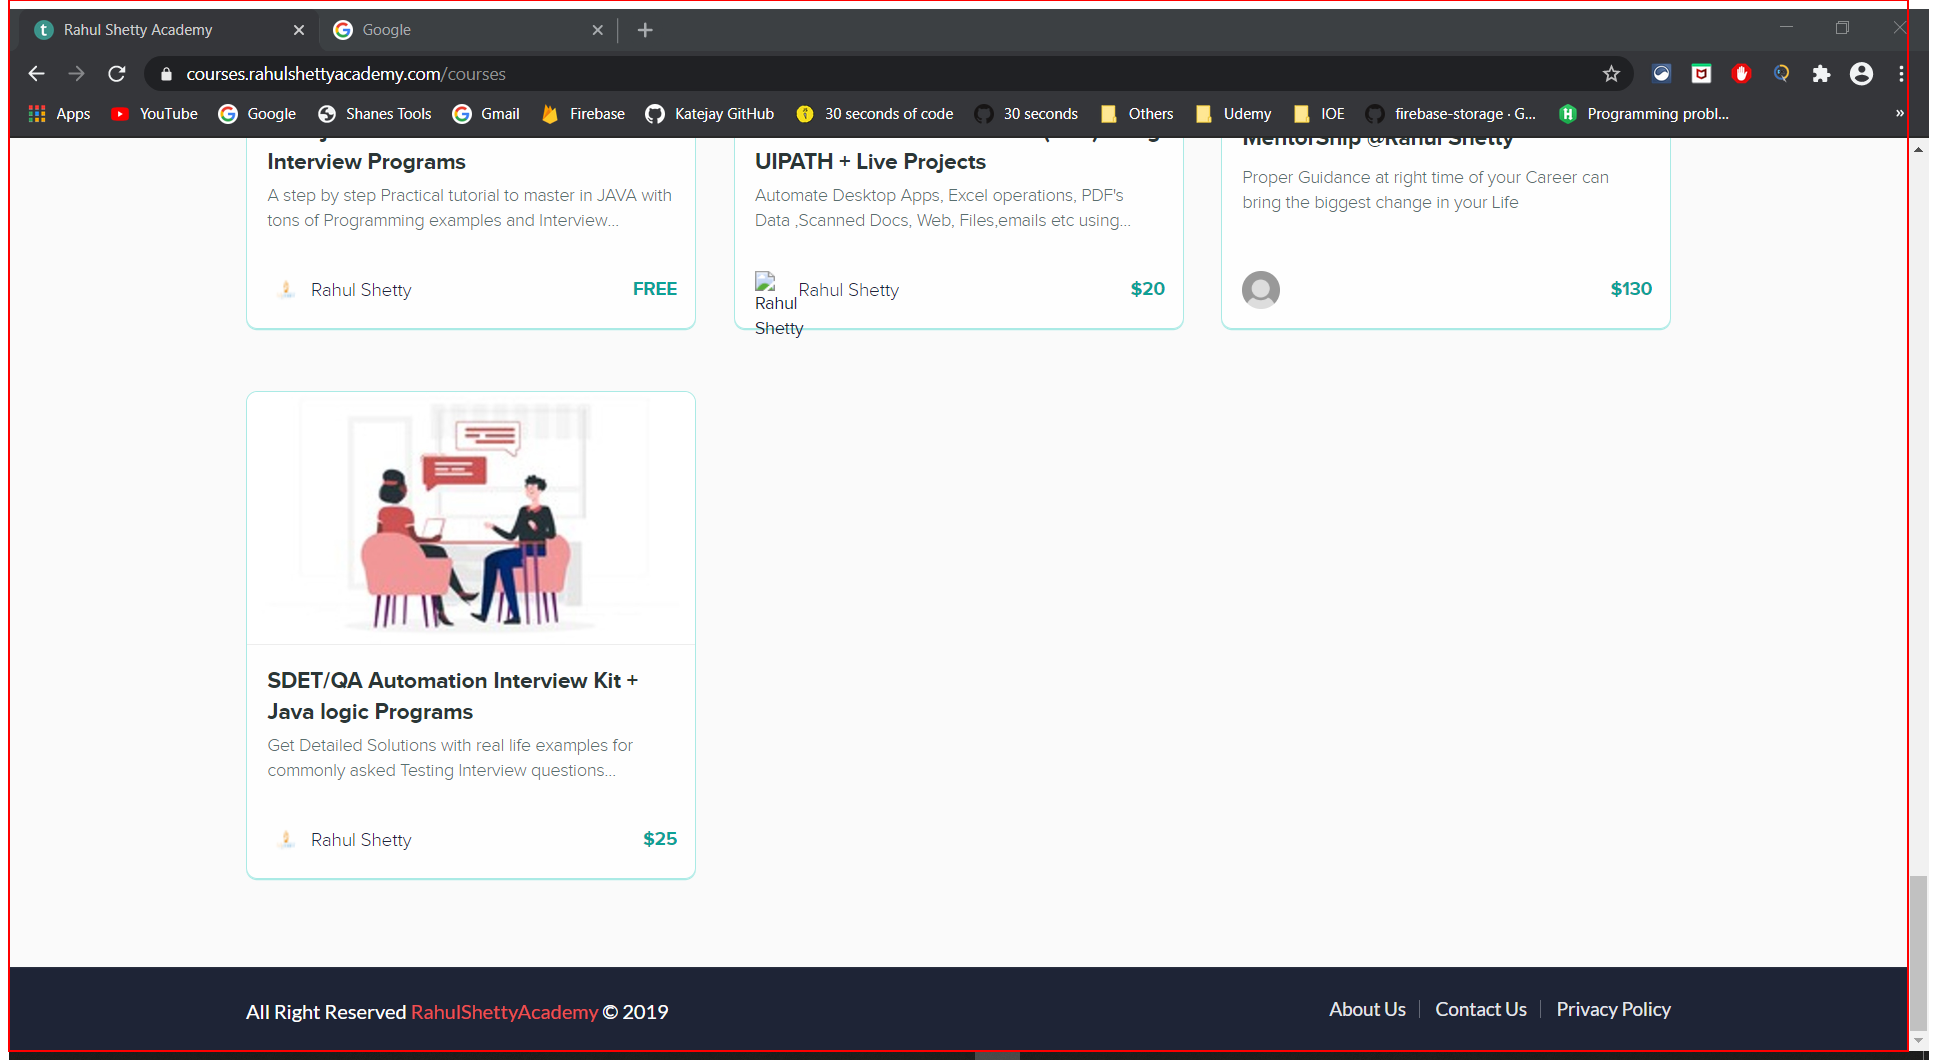 Rahul Shetty Academy
Google
courses.rahulshettyacademy.com/courses
Apps YouTube Google Shanes Tools Gmail Firebase Katejay GitHub 30 seconds of code 30 seconds Others Udemy IOE firebase-storage · G... Programming probl... »
Interview Programs
A step by step Practical tutorial to master in JAVA with
tons of Programming examples and Interview...
Rahul Shetty FREE
UIPATH + Live Projects
Automate Desktop Apps, Excel operations, PDF's
Data ,Scanned Docs, Web, Files,emails etc using...
Rahul
Shetty
Rahul Shetty $20
MentorShip @Rahul Shetty
Proper Guidance at right time of your Career can
bring the biggest change in your Life
$130
SDET/QA Automation Interview Kit +
Java logic Programs
Get Detailed Solutions with real life examples for
commonly asked Testing Interview questions...
Rahul Shetty $25
All Right Reserved RahulShettyAcademy © 2019
About Us Contact Us Privacy Policy